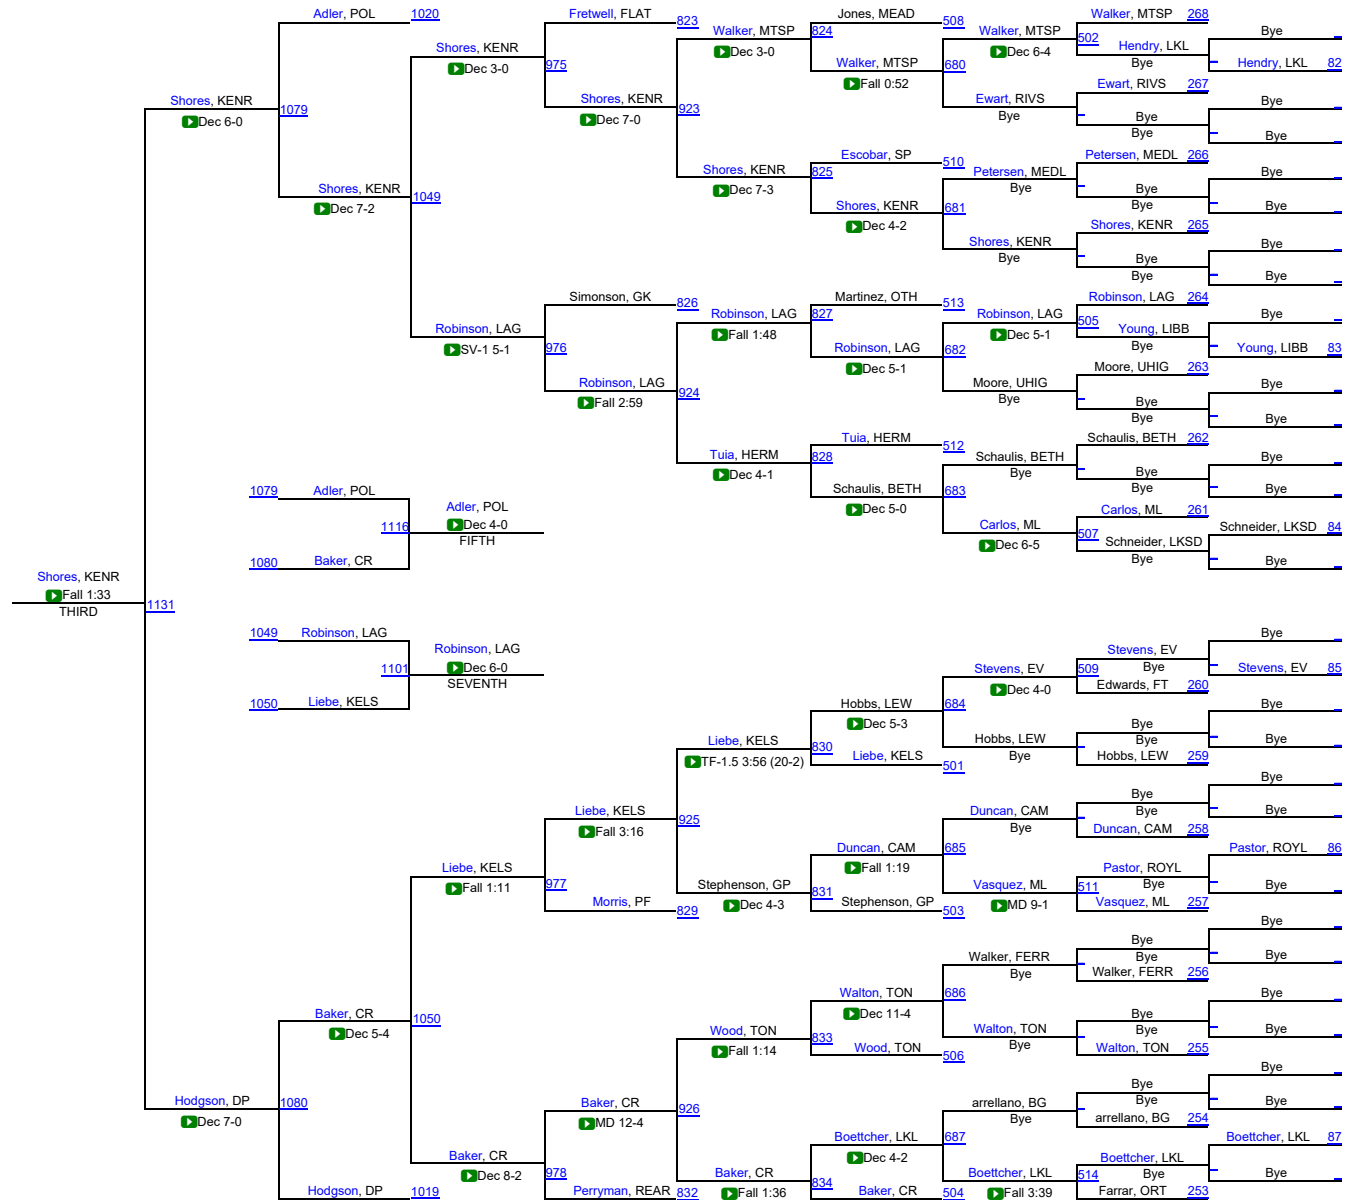 Adler, POL 1020 Fretwell, FLAT 823 Jones, MEAD 508 Walker, MTSP 268
Walker, MTSP 824 Walker, MTSP 502 Bye
Shores, KENR Dec 3-0 Dec 6-4 Hendry, LKL
Dec 3-0 975 Walker, MTSP 680 Bye Hendry, LKL 82
Fall 0:52 Ewart, RIVS 267
Shores, KENR 1079 Shores, KENR 923 Ewart, RIVS Bye
Dec 6-0 Dec 7-0 Bye Bye
Bye Bye
Escobar, SP 510 Petersen, MEDL 266
Shores, KENR 825 Petersen, MEDL Bye
Shores, KENR 1049 Dec 7-3 Bye Bye
Dec 7-2 Shores, KENR 681 Bye Bye
Dec 4-2 Shores, KENR 265
Shores, KENR Bye
Bye Bye
Bye Bye
Simonson, GK 826 Martinez, OTH 513 Robinson, LAG 264
Robinson, LAG 827 Robinson, LAG 505 Bye
Robinson, LAG Fall 1:48 Dec 5-1 Young, LIBB
SV-1 5-1 976 Robinson, LAG 682 Bye Young, LIBB 83
Dec 5-1 Moore, UHIG 263
Robinson, LAG 924 Moore, UHIG Bye
Fall 2:59 Bye Bye
Bye Bye
Tuia, HERM 512 Schaulis, BETH 262
Tuia, HERM 828 Schaulis, BETH Bye
Dec 4-1 Bye Bye
1079 Adler, POL Schaulis, BETH 683 Bye Bye
Adler, POL Dec 5-0 Carlos, ML 261
1116 Dec 4-0 Carlos, ML 507 Schneider, LKSD 84
FIFTH Dec 6-5 Schneider, LKSD
1080 Baker, CR Bye
Shores, KENR
Fall 1:33
THIRD 1131
1049 Robinson, LAG Bye
Robinson, LAG Stevens, EV
1101 Dec 6-0 Stevens, EV 509 Bye Stevens, EV 85
SEVENTH Dec 4-0 Edwards, FT 260
1050 Liebe, KELS Hobbs, LEW 684 Bye
Dec 5-3 Bye
Liebe, KELS 830 Hobbs, LEW Bye Bye
TF-1.5 3:56 (20-2) Liebe, KELS 501 Bye Hobbs, LEW 259
Bye
Liebe, KELS 925 Duncan, CAM Bye
Fall 3:16 Bye Bye Bye
Duncan, CAM 258
Duncan, CAM 685 Pastor, ROYL 86
Liebe, KELS Fall 1:19 Pastor, ROYL
Fall 1:11 977 Stephenson, GP 831 Vasquez, ML 511 Bye Bye
Morris, PF 829 Dec 4-3 Stephenson, GP 503 MD 9-1 Vasquez, ML 257
Bye
Bye
Walker, FERR Bye Bye
Bye Walker, FERR 256
Walton, TON 686 Bye
Baker, CR 1050 Dec 11-4 Bye
Dec 5-4 Wood, TON 833 Walton, TON Bye Bye
Fall 1:14 Wood, TON 506 Bye Walton, TON 255
Bye
Bye
Hodgson, DP 1080 Baker, CR 926 arrellano, BG Bye Bye
Dec 7-0 MD 12-4 Bye arrellano, BG 254
Boettcher, LKL 687 Boettcher, LKL 87
Baker, CR Dec 4-2 Boettcher, LKL
Dec 8-2 978 Baker, CR 834 Boettcher, LKL 514 Bye Bye
Hodgson, DP 1019 Perryman, REAR 832 Fall 1:36 Baker, CR 504 Fall 3:39 Farrar, ORT 253